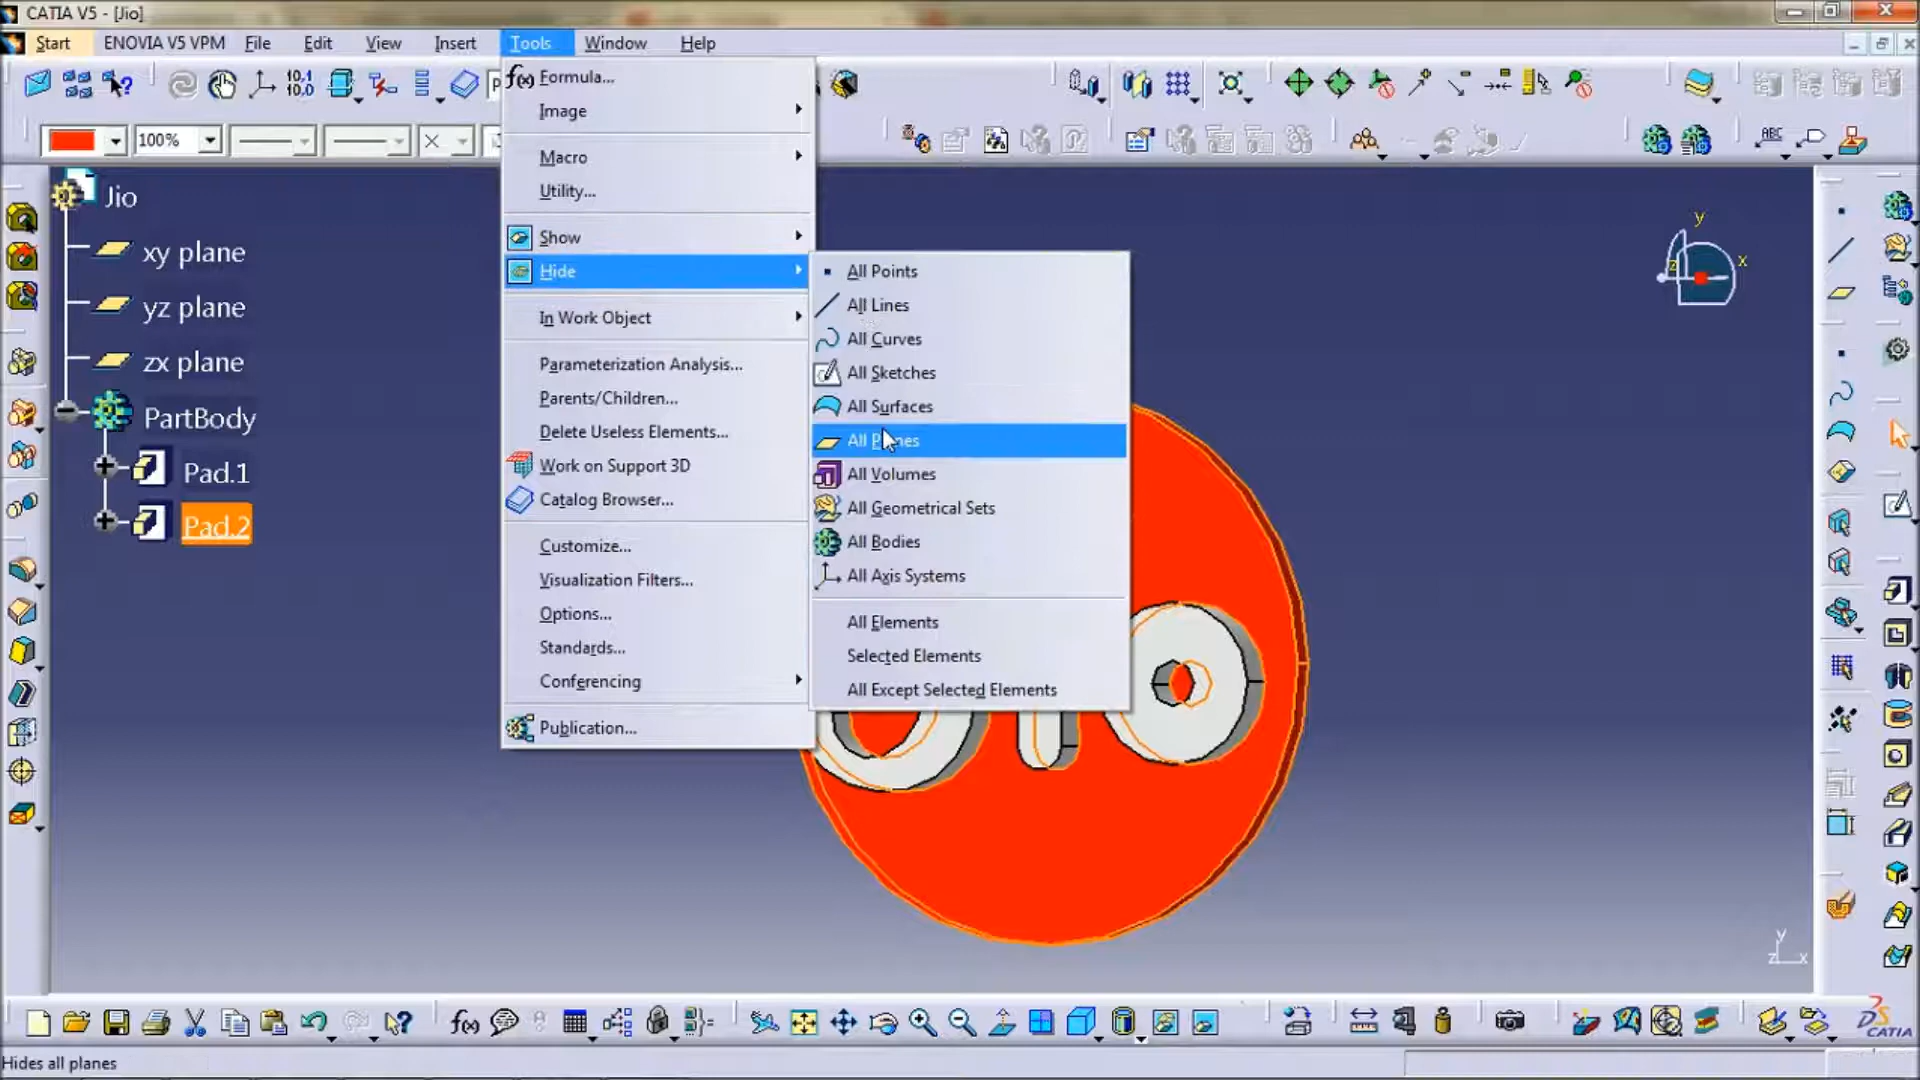 CATIA V5 - [Jio]
Start ENOVIA V5 VPM File Edit View Insert Tools Window Help
100%
ABC
Formula...
Image
Macro
Utility...
Show
Hide
In Work Object
Parameterization Analysis...
Parents/Children...
Delete Useless Elements...
Work on Support 3D
Catalog Browser...
Customize...
Visualization Filters...
Options...
Standards...
Conferencing
Publication...
All Points
All Lines
All Curves
All Sketches
All Surfaces
All Planes
All Volumes
All Geometrical Sets
All Bodies
All Axis Systems
All Elements
Selected Elements
All Except Selected Elements
Jio
xy plane
yz plane
zx plane
PartBody
Pad.1
Pad.2
y
x
z
y
z x
CATIA
Hides all planes